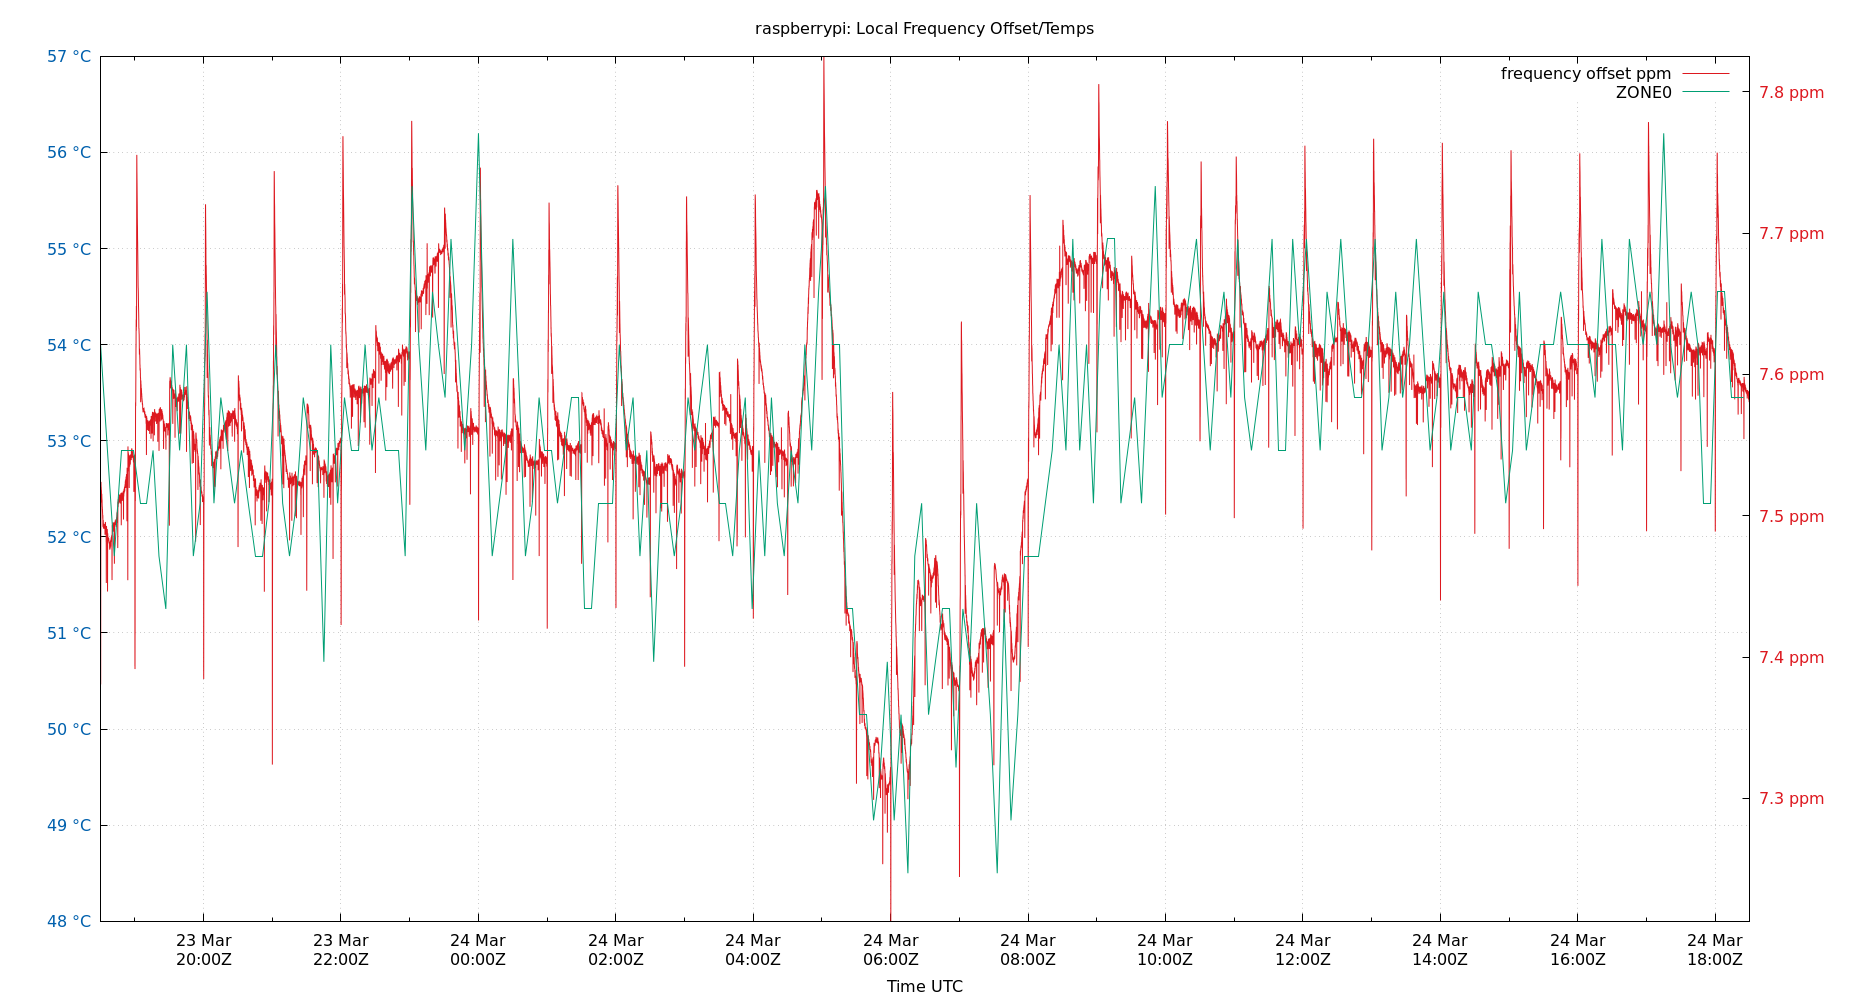 raspberrypi: Local Frequency Offset/Temps
frequency offset ppm
ZONE0
57 °C
56 °C
55 °C
54 °C
53 °C
52 °C
51 °C
50 °C
49 °C
48 °C
7.8 ppm
7.7 ppm
7.6 ppm
7.5 ppm
7.4 ppm
7.3 ppm
23 Mar
20:00Z
23 Mar
22:00Z
24 Mar
00:00Z
24 Mar
02:00Z
24 Mar
04:00Z
24 Mar
06:00Z
24 Mar
08:00Z
24 Mar
10:00Z
24 Mar
12:00Z
24 Mar
14:00Z
24 Mar
16:00Z
24 Mar
18:00Z
Time UTC